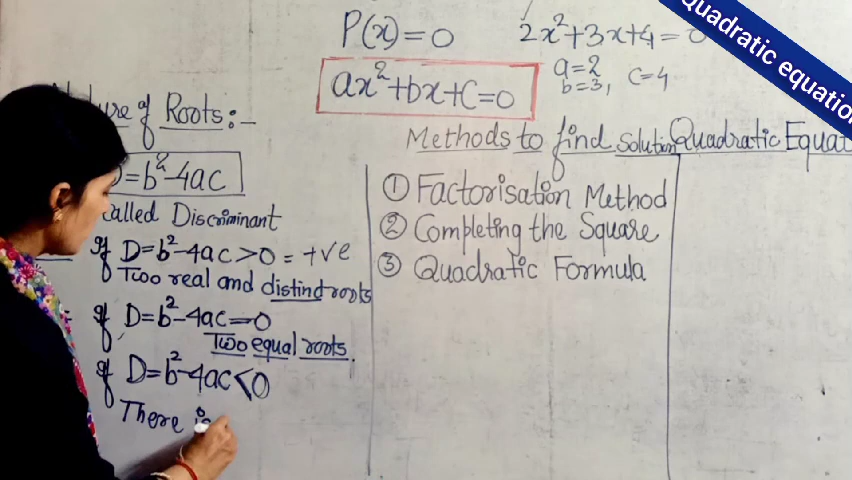 P(x) = 0
2x²+3x+4=0
ax²+bx+c=0
a=2
b=3, c=4
Quadratic equation
of Roots:-
D=b²-4ac
called Discriminant
if D=b²-4ac>0 = +ve
Two real and distinct roots
if D=b²-4ac=0
Two equal roots.
if D=b²-4ac<0
There is
Methods to find solution Quadratic Equat
① Factorisation Method
② Completing the Square
③ Quadratic Formula